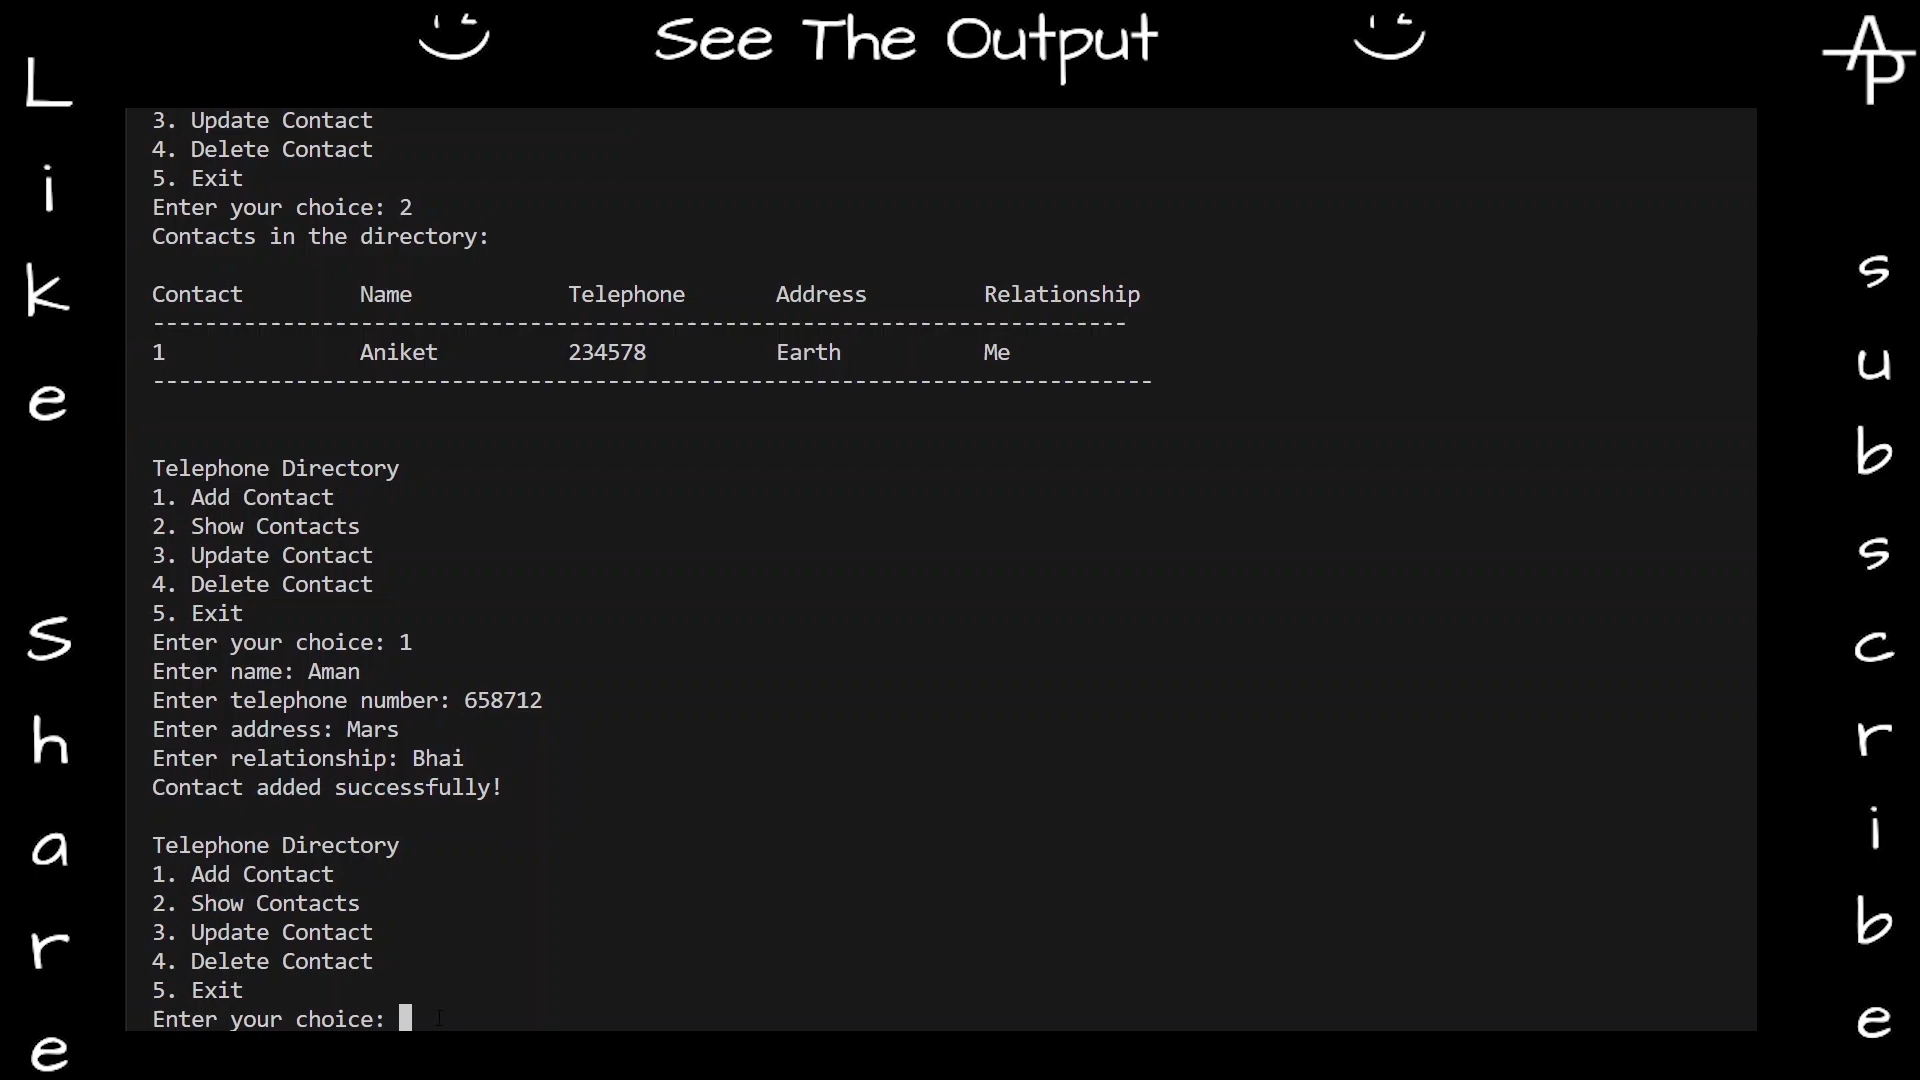 See The Output
AP
Like Share
subscribe
3. Update Contact
4. Delete Contact
5. Exit
Enter your choice: 2
Contacts in the directory:
Contact Name Telephone Address Relationship
---------------------------------------------------------------------------
1 Aniket 234578 Earth Me
-----------------------------------------------------------------------------
Telephone Directory
1. Add Contact
2. Show Contacts
3. Update Contact
4. Delete Contact
5. Exit
Enter your choice: 1
Enter name: Aman
Enter telephone number: 658712
Enter address: Mars
Enter relationship: Bhai
Contact added successfully!
Telephone Directory
1. Add Contact
2. Show Contacts
3. Update Contact
4. Delete Contact
5. Exit
Enter your choice: